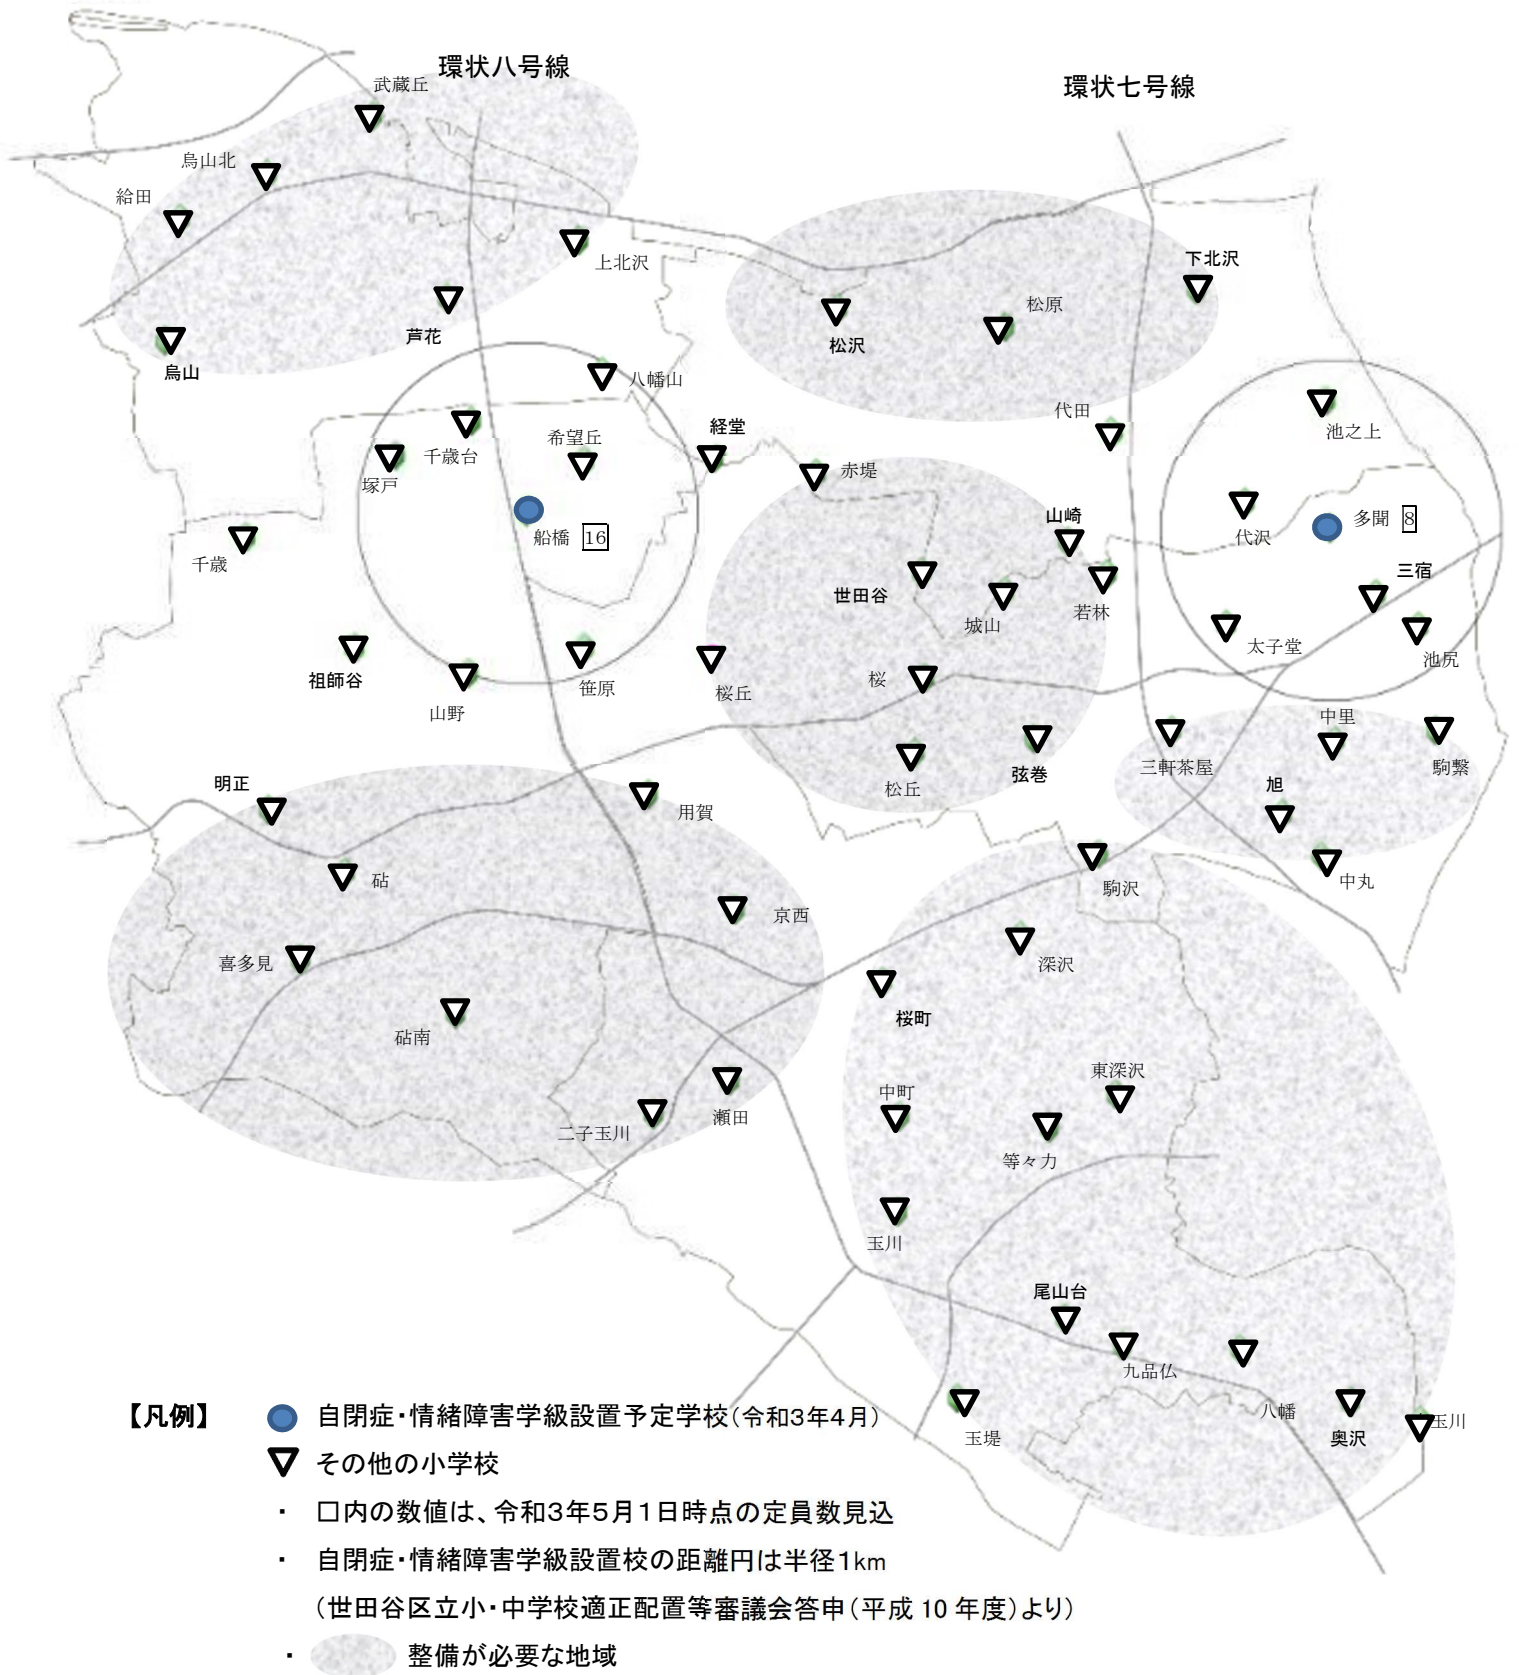 環状八号線
武蔵丘
環状七号線
烏山北
給田
上北沢
下北沢
松原
芦花
松沢
烏山
八幡山
代田
経堂
希望丘
池之上
千歳台
赤堤
塚戸
山崎
多聞 8
船橋 16
代沢
千歳
三宿
世田谷
若林
城山
太子堂
池尻
祖師谷
桜
笹原
桜丘
山野
中里
三軒茶屋
駒繋
弦巻
明正
旭
松丘
用賀
砧
中丸
駒沢
京西
喜多見
深沢
桜町
砧南
東深沢
中町
瀬田
二子玉川
等々力
玉川
尾山台
九品仏
八幡
玉川
玉堤
奥沢
【凡例】
自閉症・情緒障害学級設置予定学校（令和3年4月）
その他の小学校
・ □内の数値は、令和3年5月1日時点の定員数見込
・ 自閉症・情緒障害学級設置校の距離円は半径1km
（世田谷区立小・中学校適正配置等審議会答申（平成 10 年度）より）
・ 整備が必要な地域